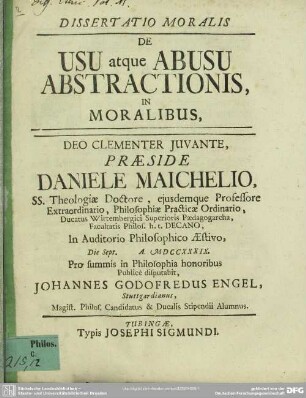 DISSERTATIO MORALIS
DE
USU atque ABUSU
ABSTRACTIONIS,
IN
MORALIBUS,
DEO CLEMENTER JUVANTE,
PRÆSIDE
DANIELE MAICHELIO,
SS. Theologiæ Doctore, ejusdemque Professore
Extraordinario, Philosophiæ Practicæ Ordinario,
Ducatus Würtembergici Superioris Pædagogarcha,
Facultatis Philos. h. t. DECANO,
In Auditorio Philosophico Æstivo,
Die Sept. A MDCCXXXIX.
Pro summis in Philosophia honoribus
Publicè disputabit,
JOHANNES GODOFREDUS ENGEL,
Stuttgardianus,
Magist. Philos. Candidatus & Ducalis Stipendii Alumnus.
TUBINGÆ,
Typis JOSEPHI SIGMUNDI.
Philos.
c.